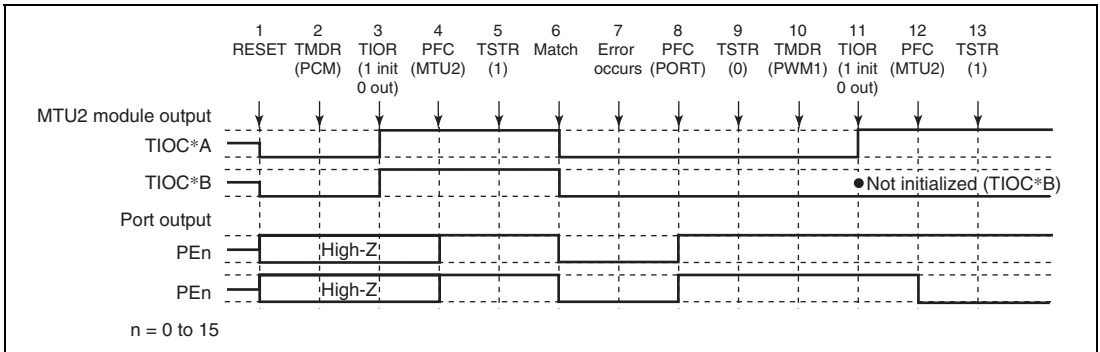 1 2 3 4 5 6 7 8 9 10 11 12 13
RESET TMDR TIOR PFC TSTR Match Error PFC TSTR TMDR TIOR PFC TSTR
(PCM) (1 init (MTU2) (1) occurs (PORT) (0) (PWM1) (1 init (MTU2) (1)
0 out) 0 out)
MTU2 module output
TIOC*A
TIOC*B
●Not initialized (TIOC*B)
Port output
PEn
High-Z
PEn
High-Z
n = 0 to 15